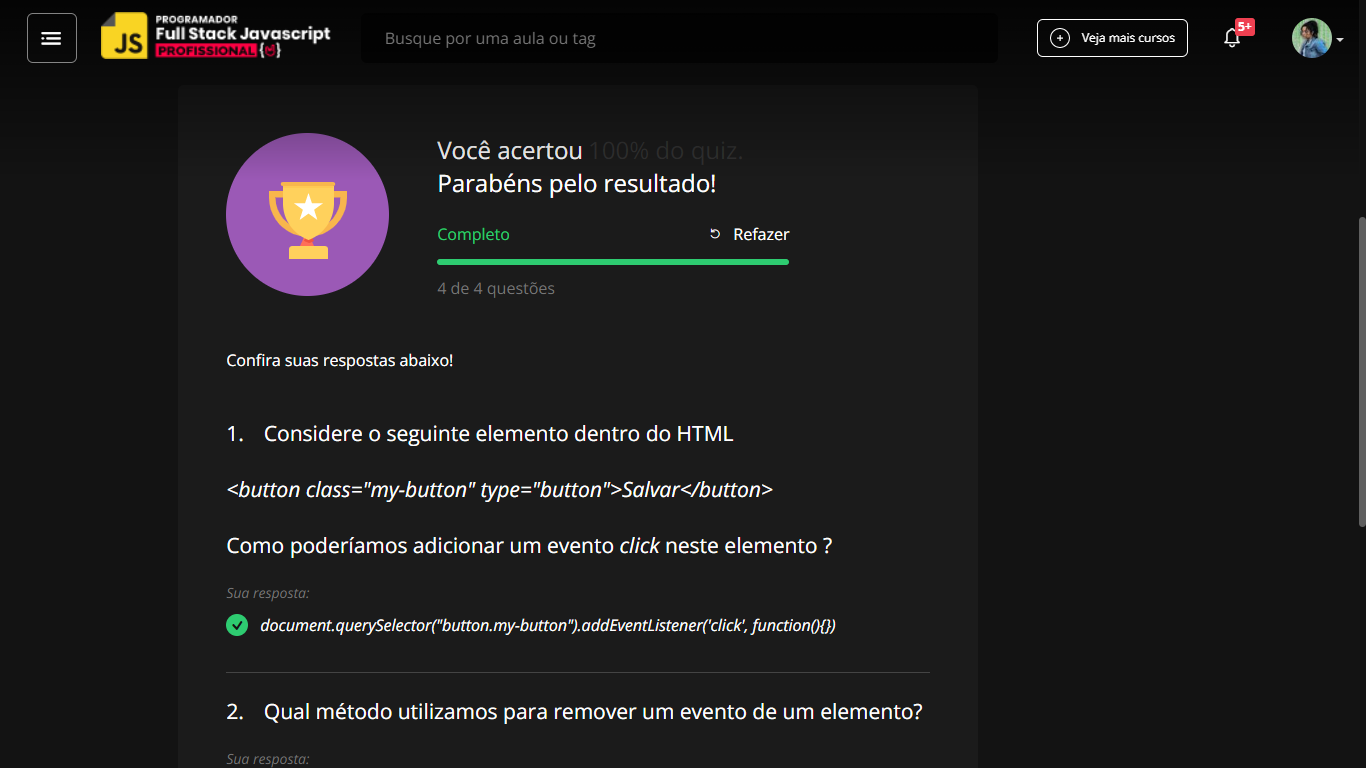 PROGRAMADOR
JS Full Stack Javascript
PROFISSIONAL
Busque por uma aula ou tag
Veja mais cursos
5+
Você acertou 100% do quiz.
Parabéns pelo resultado!
Completo
Refazer
4 de 4 questões
Confira suas respostas abaixo!
1. Considere o seguinte elemento dentro do HTML
<button class="my-button" type="button">Salvar</button>
Como poderíamos adicionar um evento click neste elemento ?
Sua resposta:
document.querySelector("button.my-button").addEventListener('click', function(){})
2. Qual método utilizamos para remover um evento de um elemento?
Sua resposta: